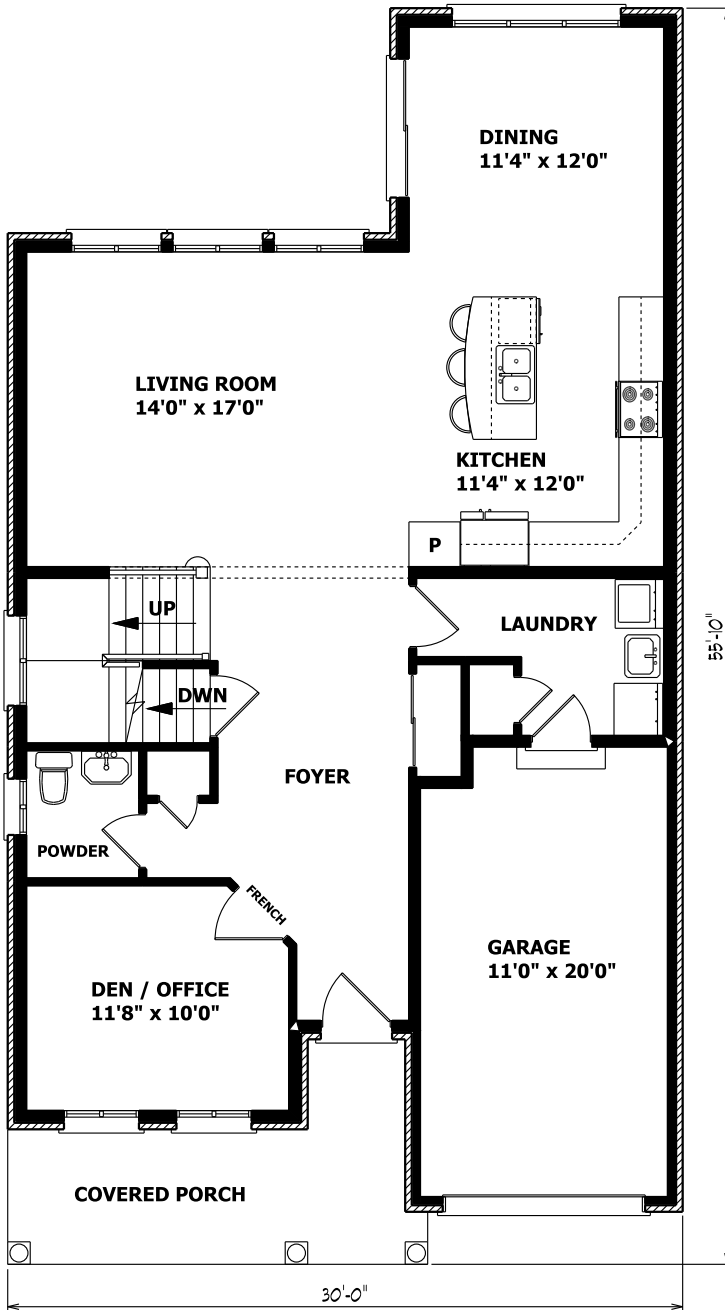 DINING
11'4" x 12'0"
LIVING ROOM
14'0" x 17'0"
KITCHEN
11'4" x 12'0"
P
UP
LAUNDRY
55'-10"
DWN
FOYER
POWDER
FRENCH
GARAGE
11'0" x 20'0"
DEN / OFFICE
11'8" x 10'0"
COVERED PORCH
30'-0"